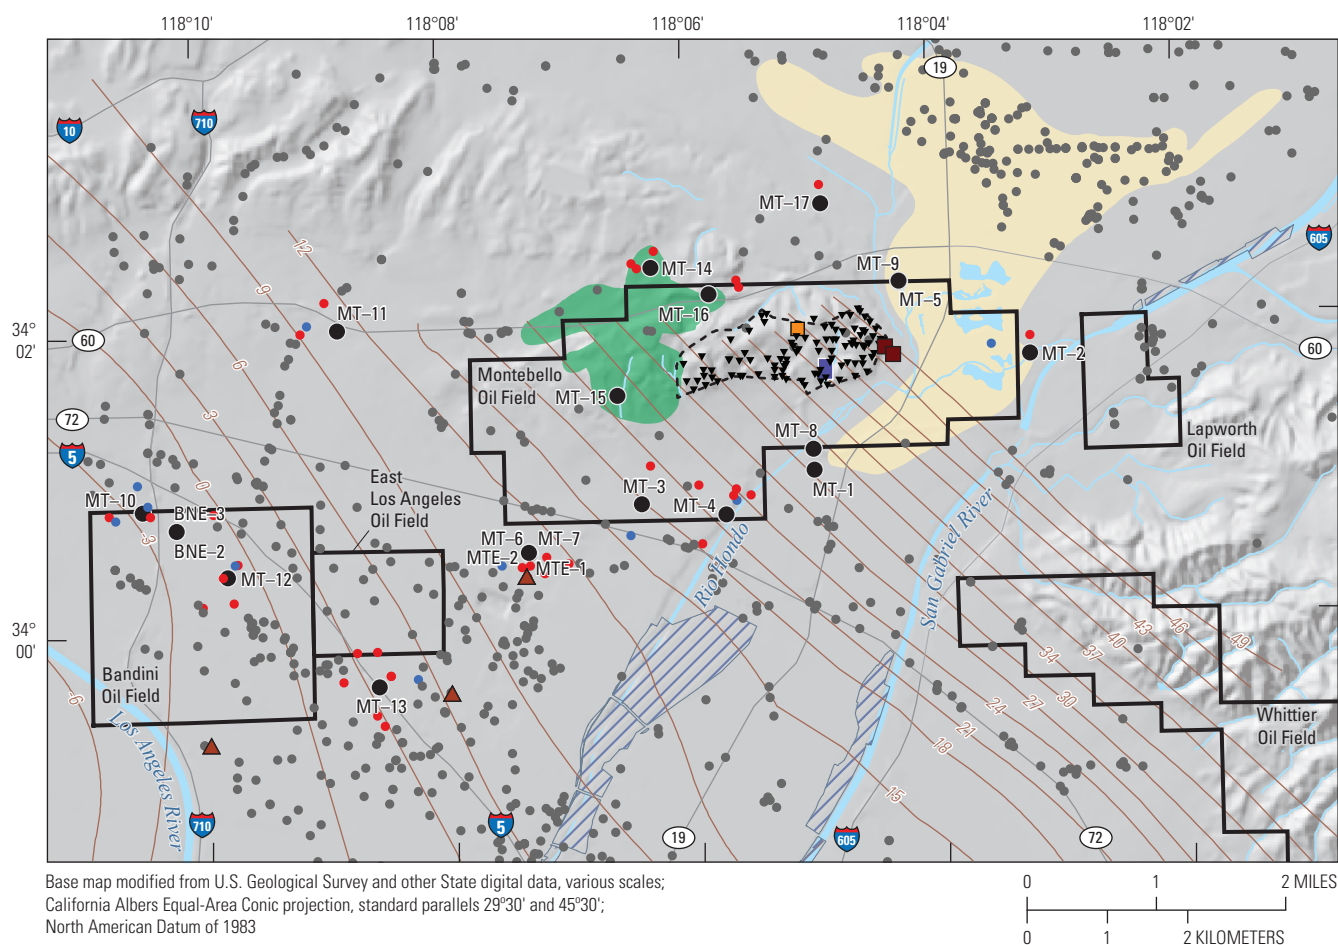 118°10'
118°08'
118°06'
118°04'
118°02'
19
10
710
MT–17
605
12
MT–14
MT–9
9
MT–5
MT–11
MT–16
34°
02'
60
MT–2
60
6
Montebello
Oil Field
MT–15
3
72
MT–8
Lapworth
Oil Field
5
East
Los Angeles
Oil Field
0
MT–3
MT–4
MT–1
MT–10
BNE–3
-3
BNE–2
MT–6
MT–7
MTE–2
MTE–1
MT–12
Rio Hondo
San Gabriel River
34°
00'
49
46
43
40
37
34
30
27
24
21
18
15
-6
Bandini
Oil Field
MT–13
Whittier
Oil Field
Los Angeles River
710
5
19
605
72
Base map modified from U.S. Geological Survey and other State digital data, various scales;
California Albers Equal-Area Conic projection, standard parallels 29°30' and 45°30';
North American Datum of 1983
0 1 2 MILES
0 1 2 KILOMETERS